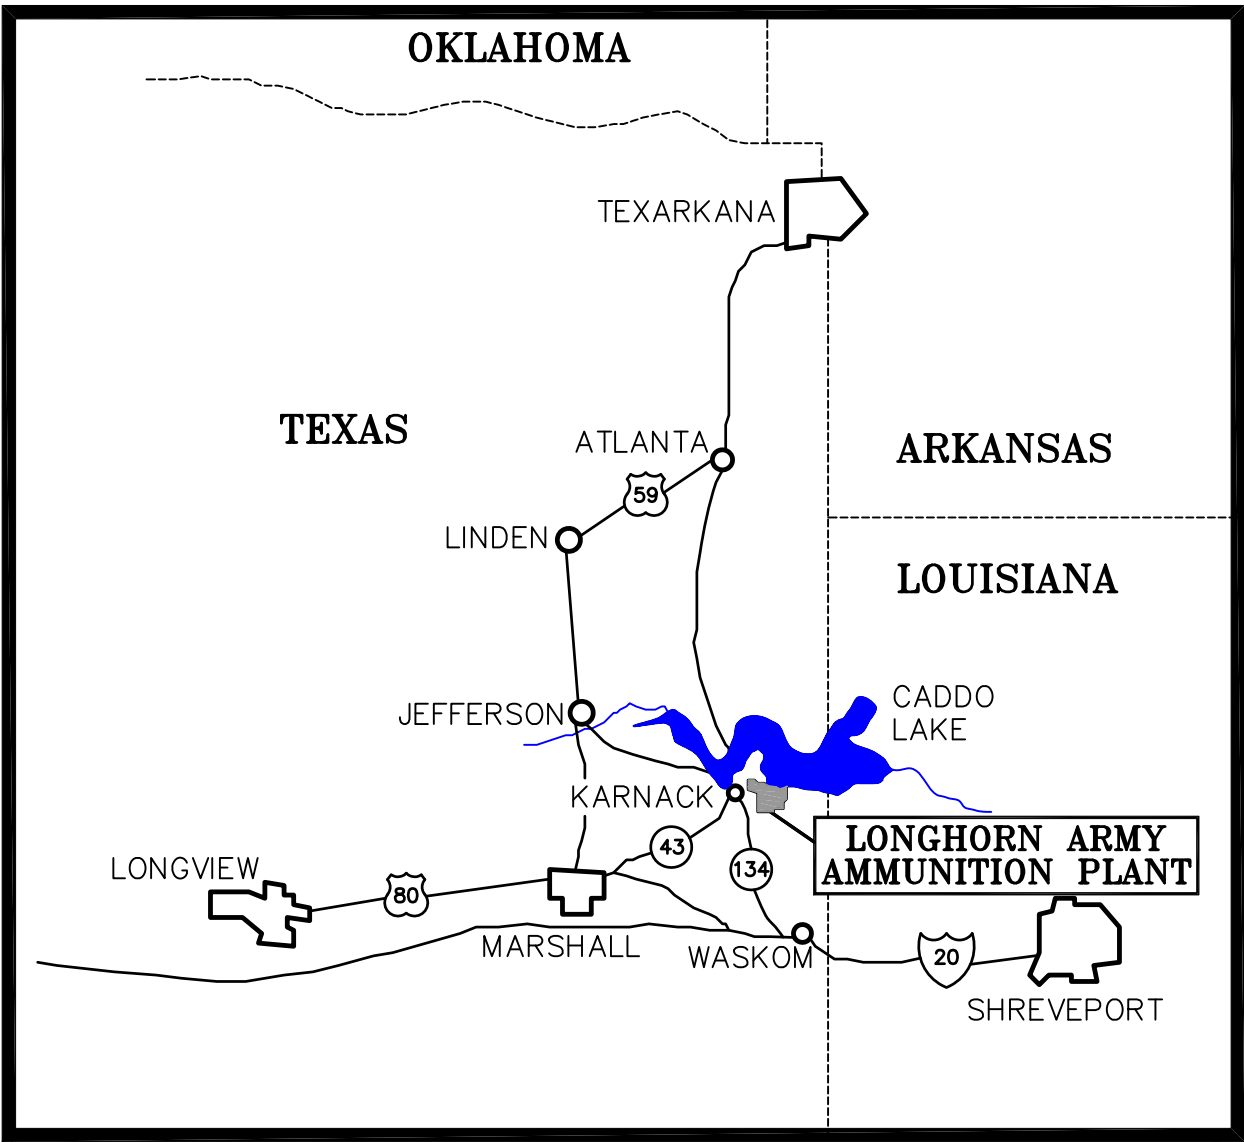 OKLAHOMA
TEXARKANA
TEXAS
ATLANTA
ARKANSAS
59
LINDEN
LOUISIANA
CADDO
LAKE
JEFFERSON
KARNACK
LONGHORN ARMY
AMMUNITION PLANT
43
134
LONGVIEW
80
MARSHALL
WASKOM
20
SHREVEPORT